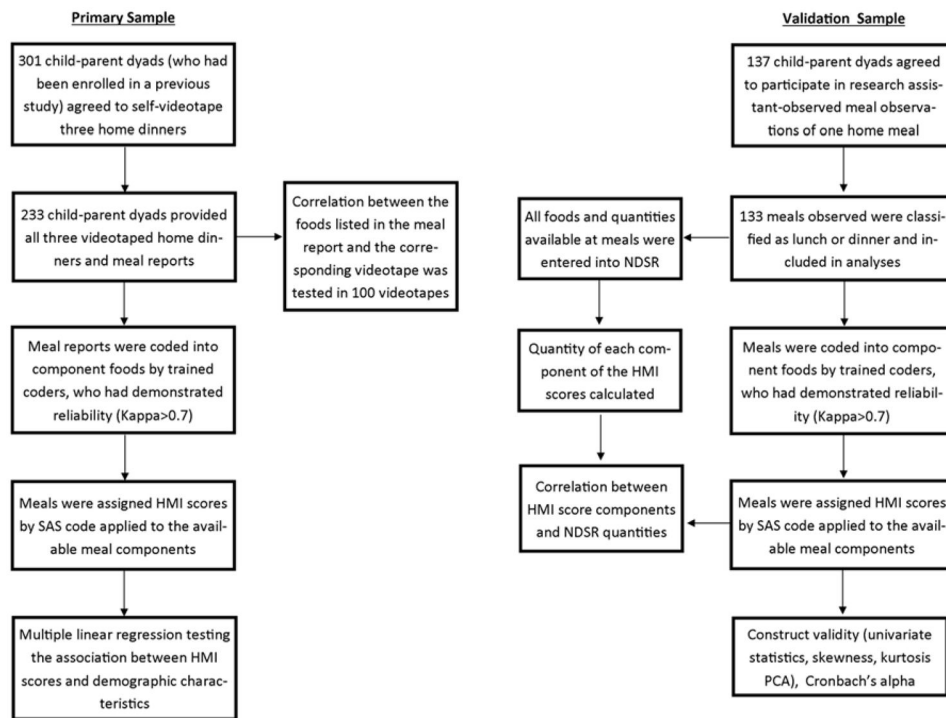 Primary Sample
301 child-parent dyads (who had
been enrolled in a previous
study) agreed to self-videotape
three home dinners
233 child-parent dyads provided
all three videotaped home din-
ners and meal reports
Correlation between the
foods listed in the meal
report and the corre-
sponding videotape was
tested in 100 videotapes
Meal reports were coded into
component foods by trained
coders, who had demonstrated
reliability (Kappa>0.7)
Meals were assigned HMI scores
by SAS code applied to the avail-
able meal components
Multiple linear regression testing
the association between HMI
scores and demographic charac-
teristics
Validation Sample
137 child-parent dyads agreed
to participate in research assis-
tant-observed meal observa-
tions of one home meal
133 meals observed were classi-
fied as lunch or dinner and in-
cluded in analyses
All foods and quantities
available at meals were
entered into NDSR
Quantity of each com-
ponent of the HMI
scores calculated
Meals were coded into compo-
nent foods by trained coders,
who had demonstrated reliabil-
ity (Kappa>0.7)
Correlation between
HMI score components
and NDSR quantities
Meals were assigned HMI scores
by SAS code applied to the avail-
able meal components
Construct validity (univariate
statistics, skewness, kurtosis
PCA), Cronbach's alpha